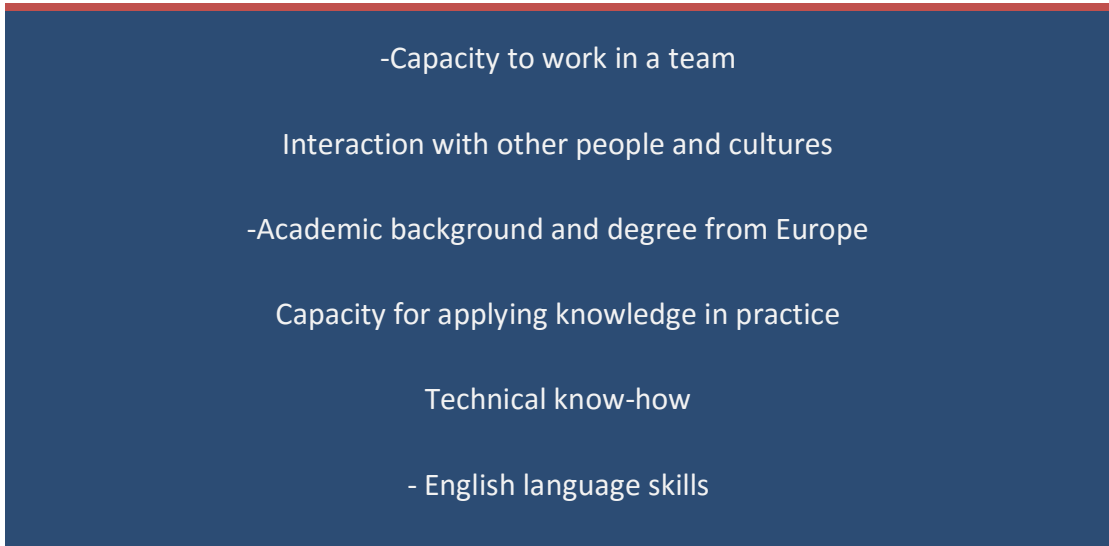 -Capacity to work in a team
Interaction with other people and cultures
-Academic background and degree from Europe
Capacity for applying knowledge in practice
Technical know-how
- English language skills